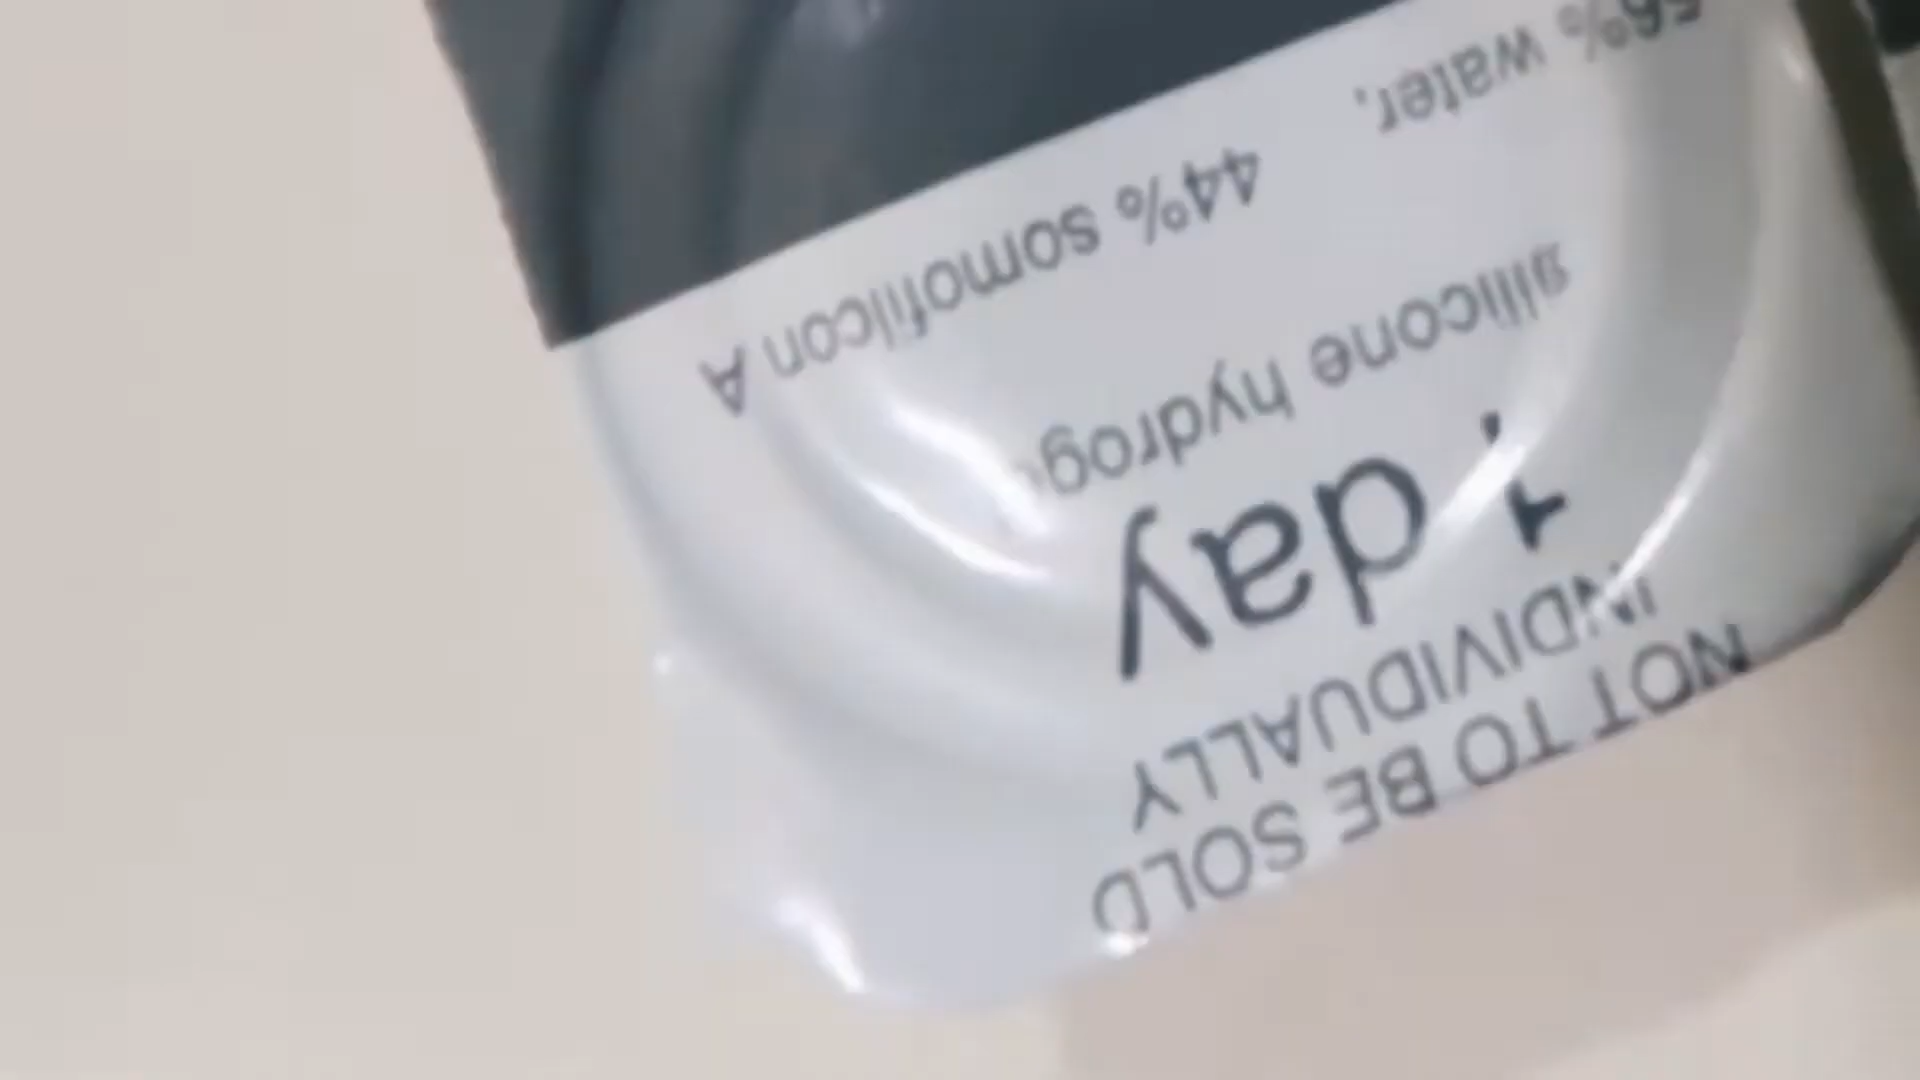 NOT TO BE SOLD
INDIVIDUALLY
1 day
silicone hydrog
44% somofilcon A
56% water,